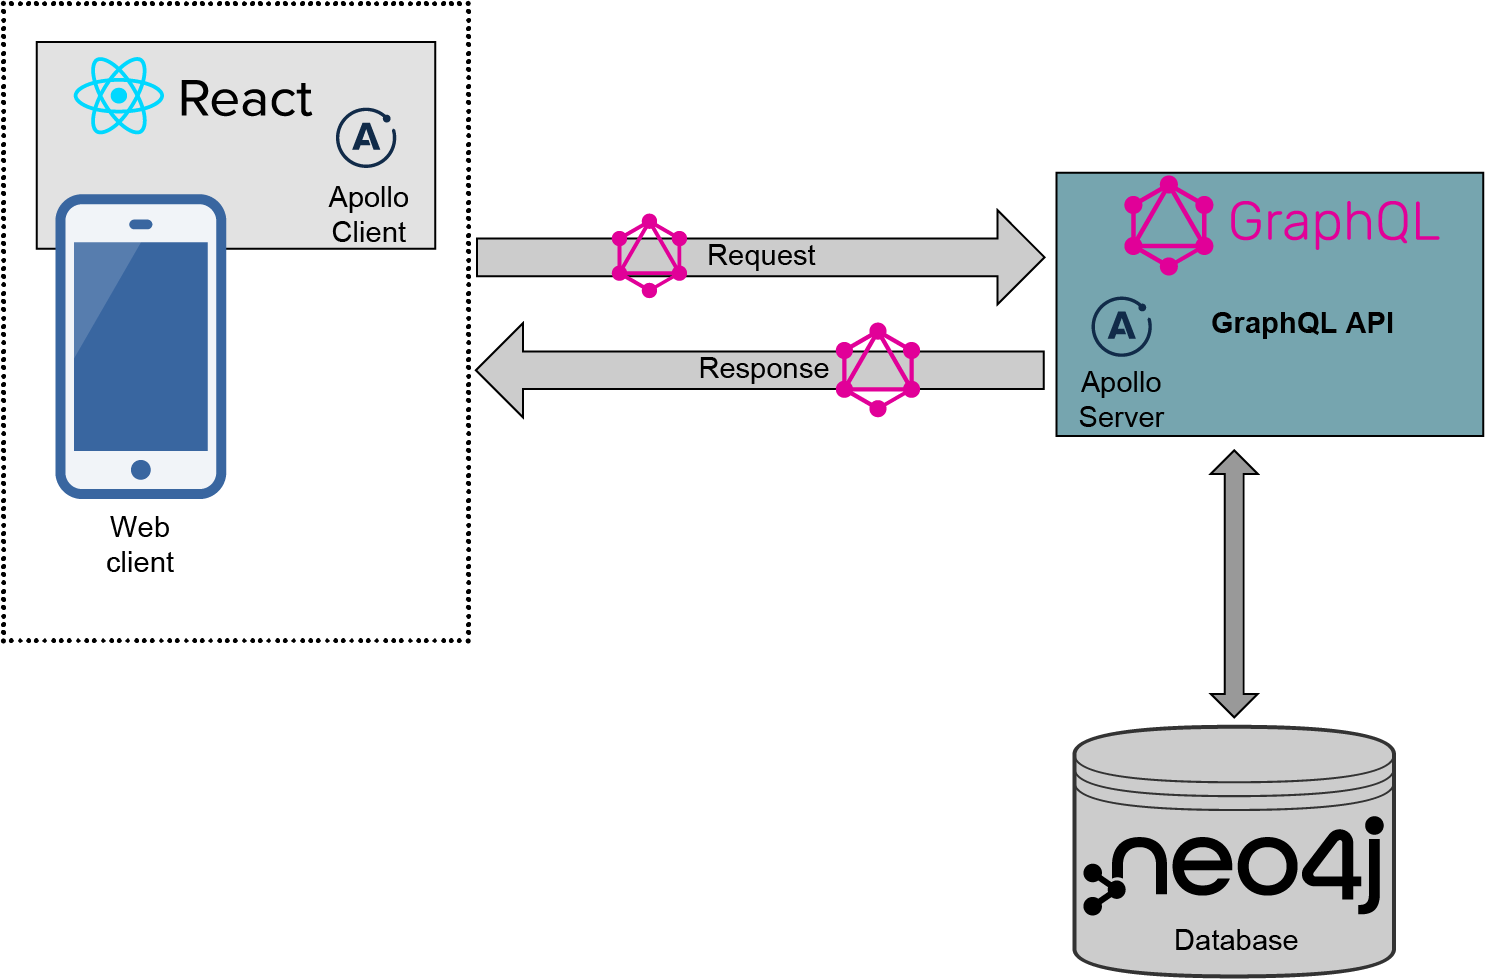 React
A
Apollo
Client
Web
client
Request
Response
GraphQL
A
GraphQL API
Apollo
Server
neo4j
Database